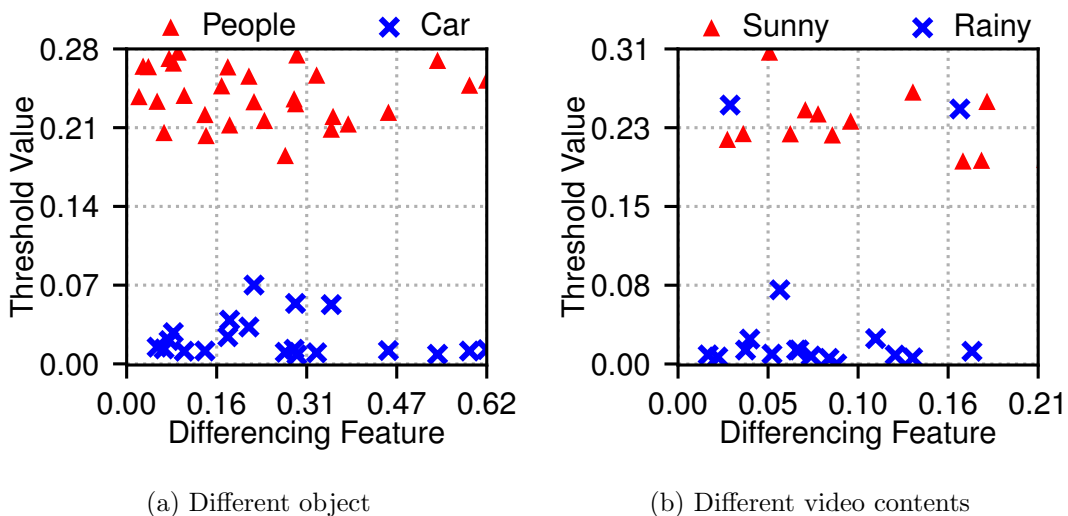 People Car
0.28
0.21
0.14
0.07
0.00
Threshold Value
0.00 0.16 0.31 0.47 0.62
Differencing Feature
(a) Different object
Sunny Rainy
0.31
0.23
0.15
0.08
0.00
Threshold Value
0.00 0.05 0.10 0.16 0.21
Differencing Feature
(b) Different video contents